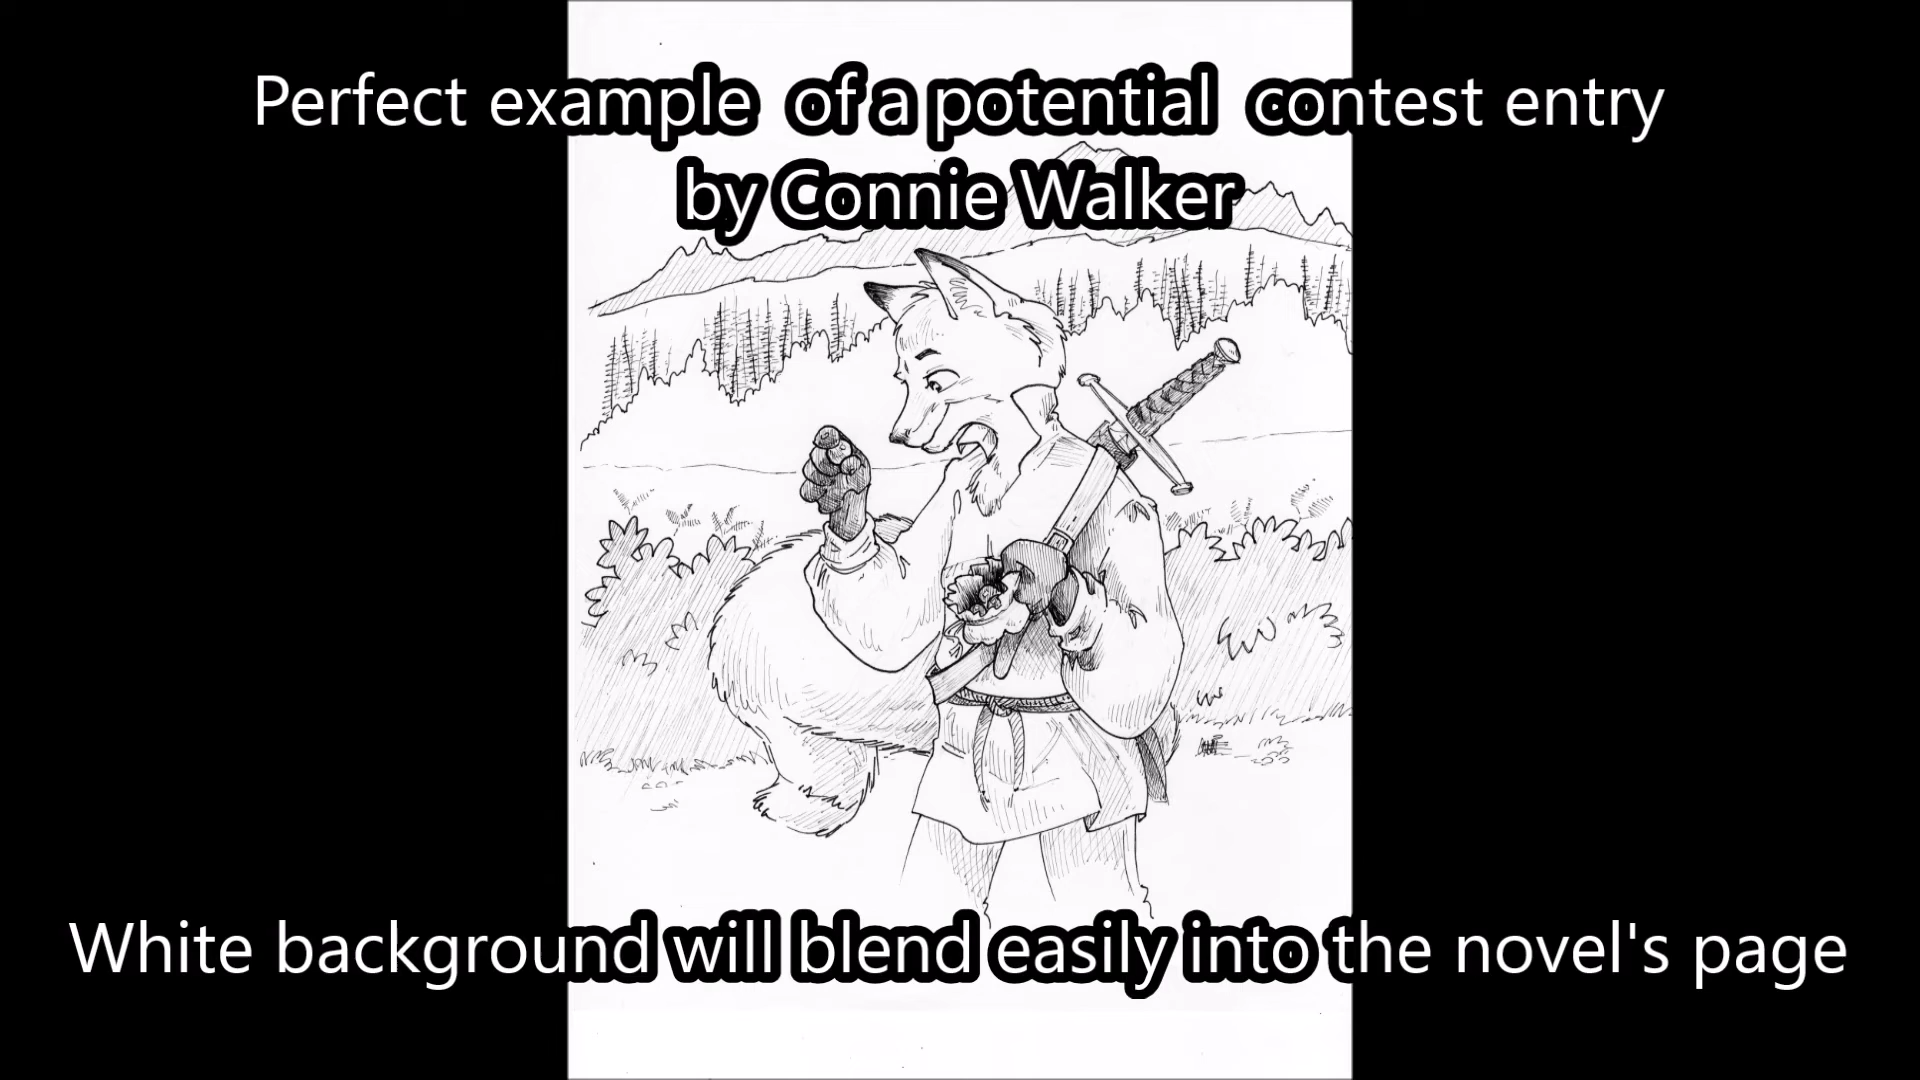 Perfect example of a potential contest entry
by Connie Walker
White background will blend easily into the novel's page